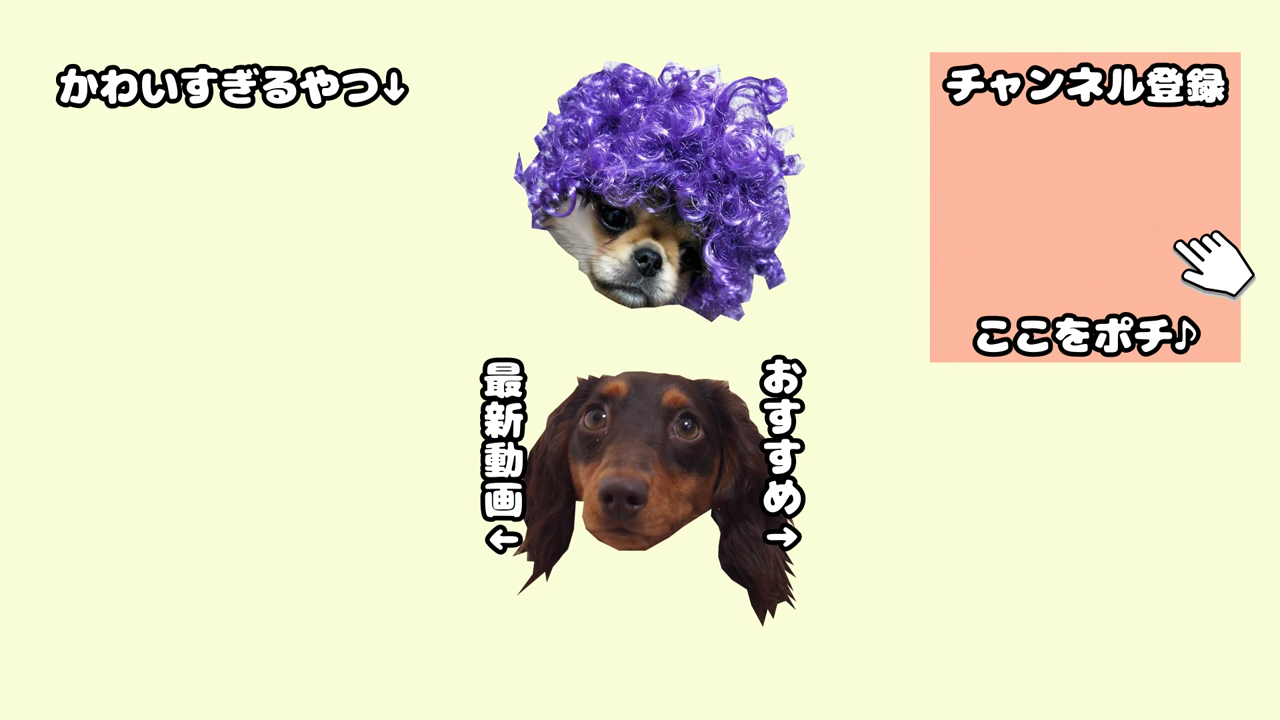 かわいすぎるやつ↓
チャンネル登録
ここをポチ♪
最新動画←
おすすめ→